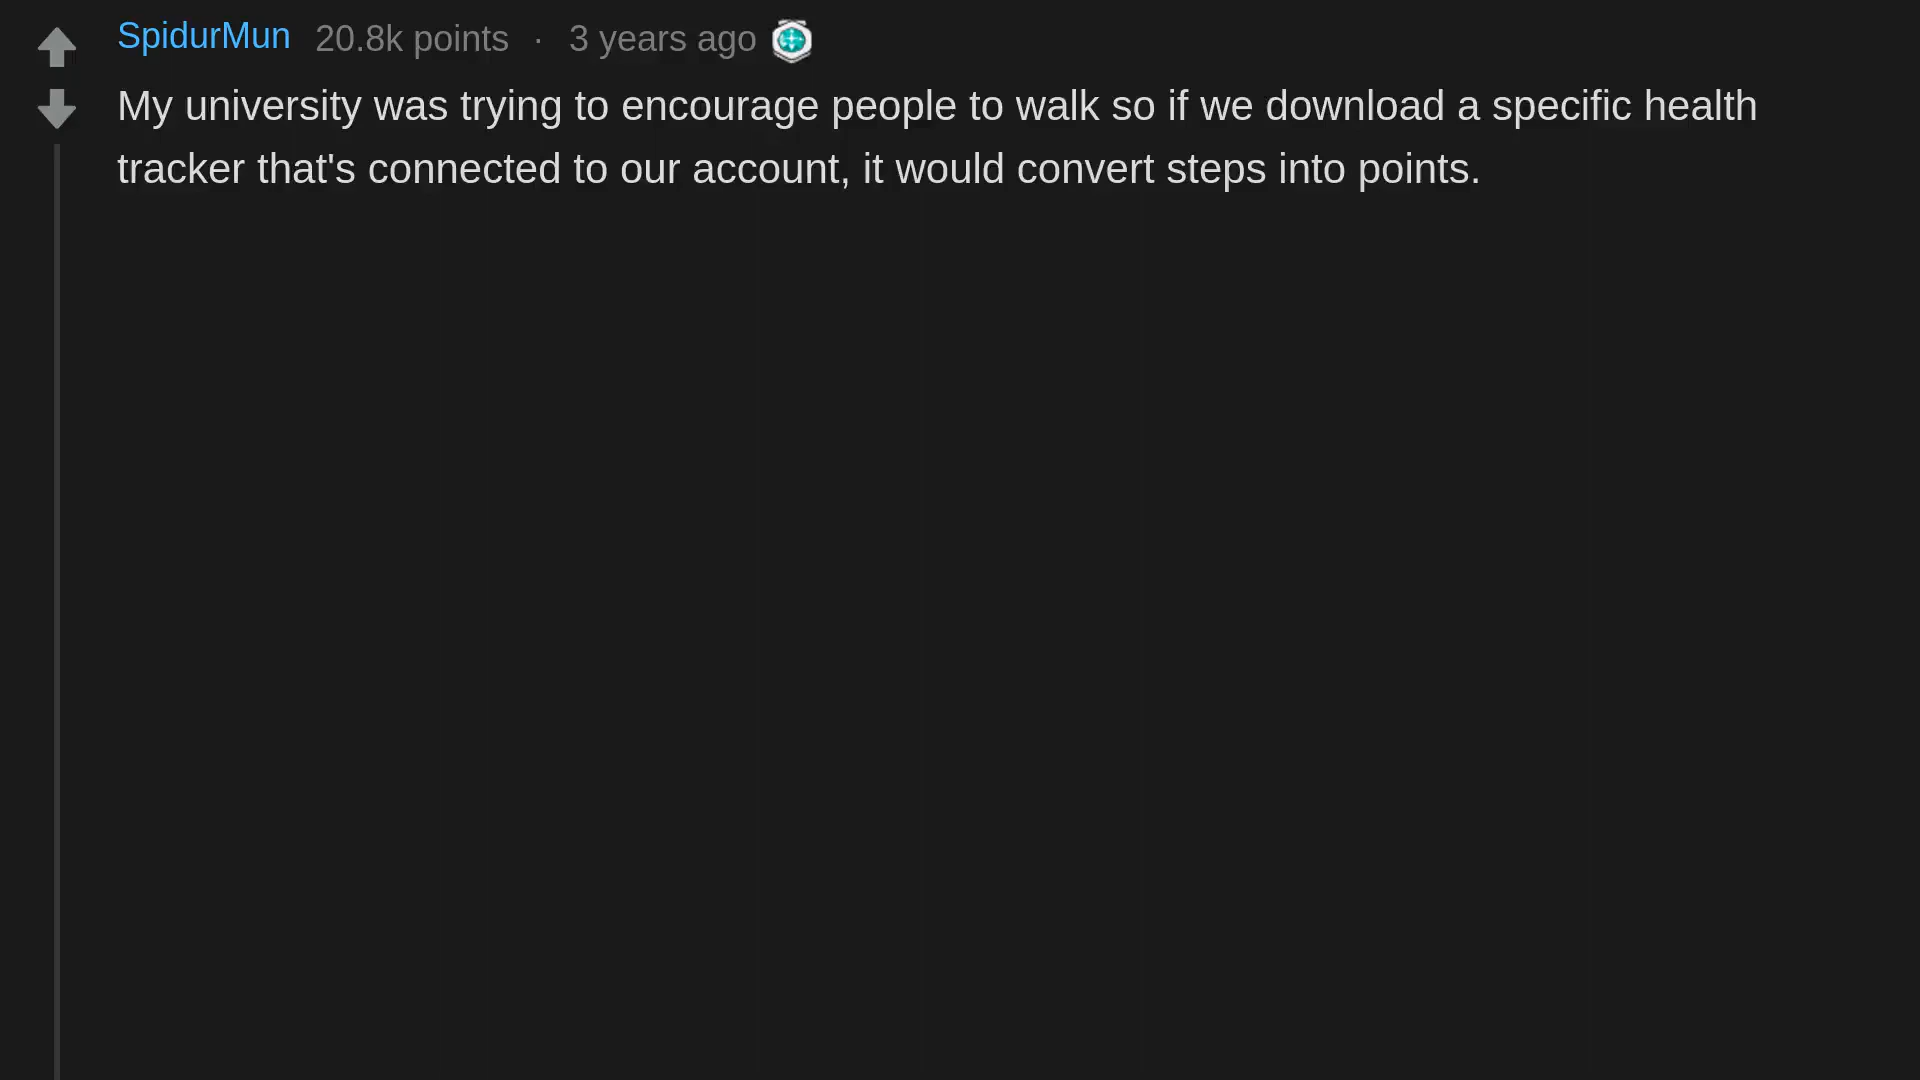 SpidurMun 20.8k points · 3 years ago
My university was trying to encourage people to walk so if we download a specific health
tracker that's connected to our account, it would convert steps into points.